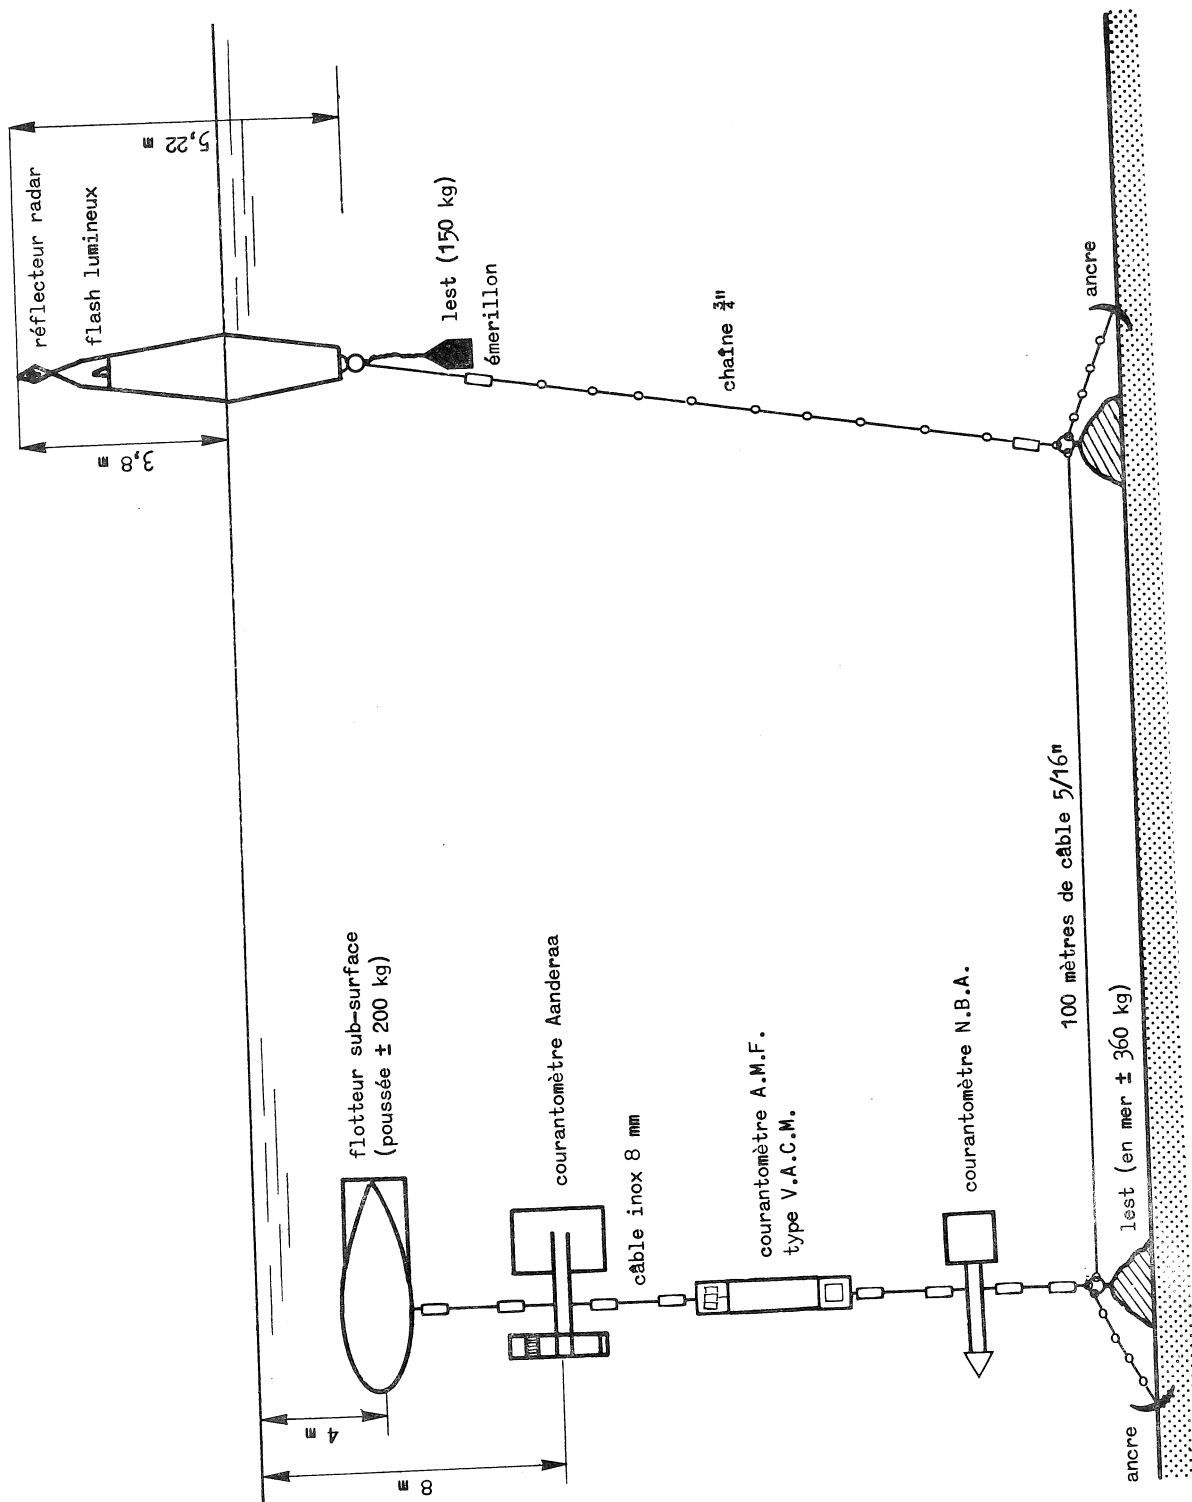 réflecteur radar
flash lumineux
5,22 m
3,8 m
lest (150 kg)
émerillon
chaîne 3/4"
ancre
flotteur sub-surface
(poussée ± 200 kg)
4 m
8 m
courantomètre Aanderaa
câble inox 8 mm
courantomètre A.M.F.
type V.A.C.M.
courantomètre N.B.A.
100 mètres de câble 5/16"
lest (en mer ± 360 kg)
ancre